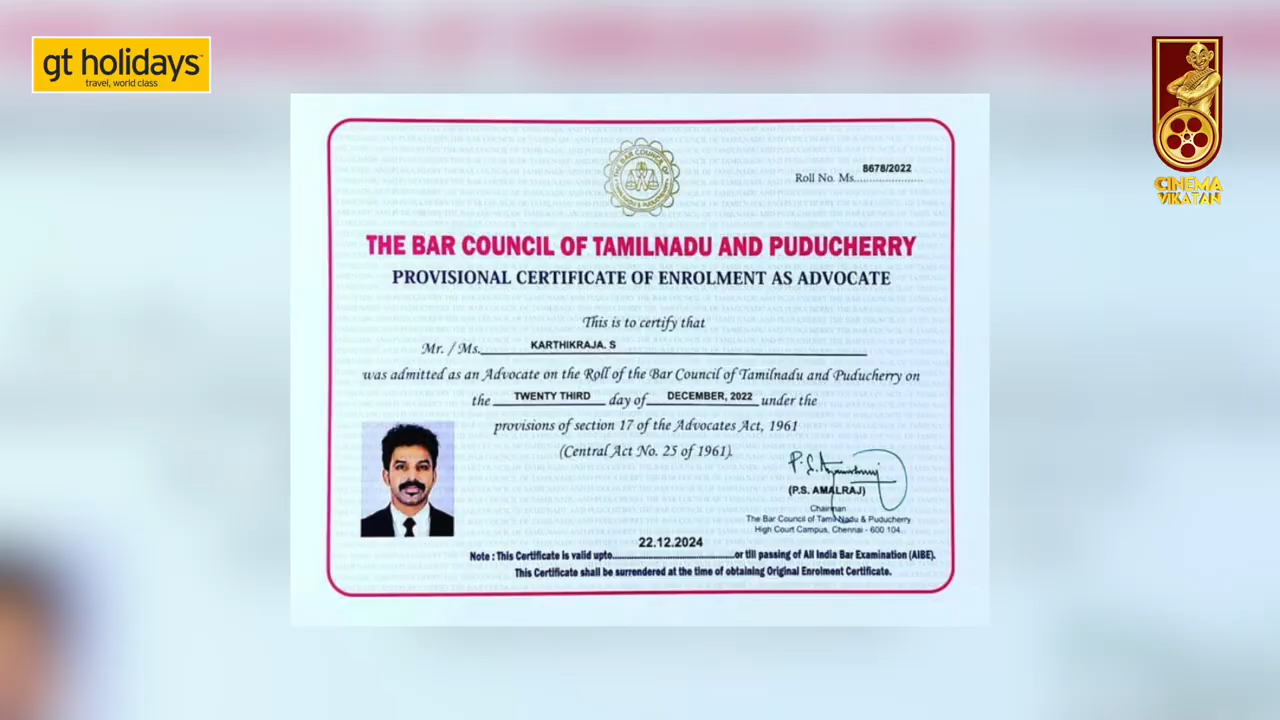 gt holidays
travel, world class
CINEMA
VIKATAN
THE BAR COUNCIL OF
8678/2022
Roll No. Ms.......................
THE BAR COUNCIL OF TAMILNADU AND PUDUCHERRY
PROVISIONAL CERTIFICATE OF ENROLMENT AS ADVOCATE
This is to certify that
Mr. / Ms. KARTHIKRAJA. S
was admitted as an Advocate on the Roll of the Bar Council of Tamilnadu and Puducherry on
the TWENTY THIRD day of DECEMBER, 2022 under the
provisions of section 17 of the Advocates Act, 1961
(Central Act No. 25 of 1961).
(P.S. AMALRAJ)
Chairman
The Bar Council of Tamil Nadu & Puducherry
High Court Campus, Chennai - 600 104.
22.12.2024
Note : This Certificate is valid upto..............................or till passing of All India Bar Examination (AIBE).
This Certificate shall be surrendered at the time of obtaining Original Enrolment Certificate.